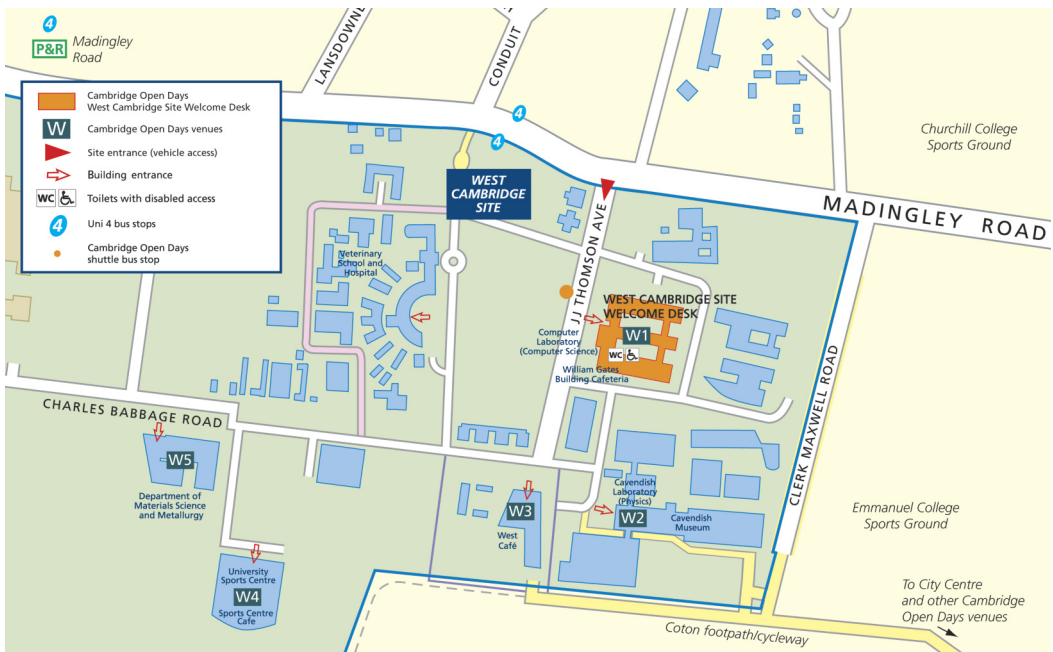 4
P&R
Madingley
Road
LANSDOWNE
CONDUIT
Cambridge Open Days
West Cambridge Site Welcome Desk
W
Cambridge Open Days venues
Site entrance (vehicle access)
Building entrance
WC
Toilets with disabled access
4
Uni 4 bus stops
Cambridge Open Days
shuttle bus stop
4
4
WEST
CAMBRIDGE
SITE
Churchill College
Sports Ground
MADINGLEY ROAD
JJ THOMSON AVE
Veterinary
School and
Hospital
WEST CAMBRIDGE SITE
WELCOME DESK
W1
WC
Computer
Laboratory
(Computer Science)
William Gates
Building Cafeteria
CLERK MAXWELL ROAD
CHARLES BABBAGE ROAD
W5
Department of
Materials Science
and Metallurgy
Cavendish
Laboratory
(Physics)
W2
Cavendish
Museum
W3
West
Café
Emmanuel College
Sports Ground
University
Sports Centre
W4
Sports Centre
Cafe
To City Centre
and other Cambridge
Open Days venues
Coton footpath/cycleway